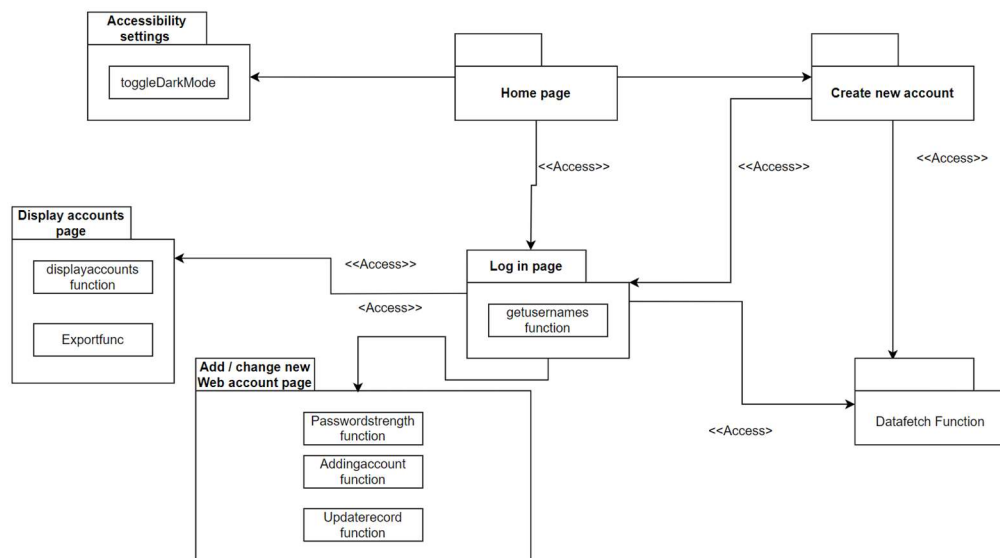 Accessibility
settings
toggleDarkMode
Home page
Create new account
<<Access>>
<<Access>>
<<Access>>
Display accounts
page
displayaccounts
function
Exportfunc
<<Access>>
<Access>>
Log in page
getusernames
function
Add / change new
Web account page
Passwordstrength
function
Addingaccount
function
Updaterecord
function
<<Access>
Datafetch Function